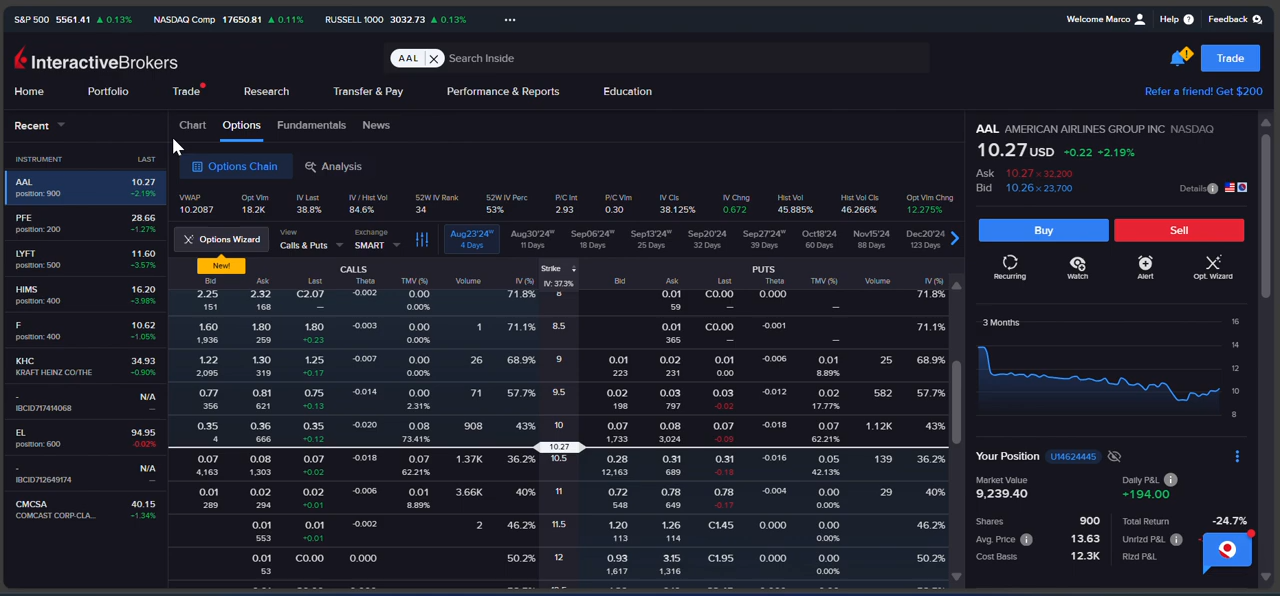 S&P 500 5561.41 ▲ 0.13% NASDAQ Comp 17650.81 ▲ 0.11% RUSSELL 1000 3032.73 ▲ 0.13% ••• Welcome Marco Help ? Feedback
InteractiveBrokers AAL Search Inside Trade
Home Portfolio Trade Research Transfer & Pay Performance & Reports Education Refer a friend! Get $200
Recent
INSTRUMENT LAST
AAL 10.27
position: 900 -2.19%
PFE 28.66
position: 200 -1.27%
LYFT 11.60
position: 500 -3.57%
HIMS 16.20
position: 400 -3.98%
F 10.62
position: 400 -1.05%
KHC 34.93
KRAFT HEINZ CO/THE -0.90%
- N/A
IBCID717414068 —
EL 94.95
position: 600 -0.02%
- N/A
IBCID712649174 —
CMCSA 40.15
COMCAST CORP-CLA... -1.34%
Chart Options Fundamentals News
Options Chain Analysis
VWAP Opt Vlm IV Last IV / Hist Vol 52W IV Rank 52W IV Perc P/C Int P/C Vlm IV Cls IV Chng Hist Vol Hist Vol Cls Opt Vlm Chng
10.2087 18.2K 38.8% 84.6% 34 53% 2.93 0.30 38.125% 0.672 45.885% 46.266% 12.275%
Options Wizard
View
Calls & Puts
Exchange
SMART
Aug23'24W Aug30'24W Sep06'24W Sep13'24W Sep20'24 Sep27'24W Oct18'24 Nov15'24 Dec20'24
4 Days 11 Days 18 Days 25 Days 32 Days 39 Days 60 Days 88 Days 123 Days
New!
CALLS Strike PUTS
Bid Ask Last Theta TMV (%) Volume IV (%) IV: 37.3% Bid Ask Last Theta TMV (%) Volume IV (%)
2.25 2.32 C2.07 -0.002 0.00 71.8% 8 0.01 C0.00 0.000 71.8%
151 168 — 0.00% 59 — —
1.60 1.80 1.80 -0.003 0.00 1 71.1% 8.5 0.01 C0.00 -0.001 71.1%
1,936 259 +0.23 0.00% 365 — —
1.22 1.30 1.25 -0.007 0.00 26 68.9% 9 0.01 0.02 0.01 -0.006 0.01 25 68.9%
2,095 319 +0.17 0.00% 223 231 0.00 8.89%
0.77 0.81 0.75 -0.014 0.00 71 57.7% 9.5 0.02 0.03 0.03 -0.012 0.02 582 57.7%
356 621 +0.13 2.31% 198 797 -0.02 17.77%
0.35 0.36 0.35 -0.020 0.08 908 43% 10 0.07 0.08 0.07 -0.018 0.07 1.12K 43%
4 666 +0.12 73.41% 1,733 3,024 -0.09 62.21%
10.27
0.07 0.08 0.07 -0.018 0.07 1.37K 36.2% 10.5 0.28 0.31 0.31 -0.016 0.05 139 36.2%
4,163 1,303 +0.02 62.21% 12,163 689 -0.18 42.13%
0.01 0.02 0.02 -0.006 0.01 3.66K 40% 11 0.72 0.78 0.78 -0.004 0.00 29 40%
289 294 +0.01 8.89% 548 649 -0.17 0.00%
0.01 0.01 -0.002 2 46.2% 11.5 1.20 1.26 C1.45 0.000 0.00 46.2%
553 +0.01 113 114 — 0.00%
0.01 C0.00 0.000 50.2% 12 0.93 3.15 C1.95 0.000 0.00 50.2%
53 — 1,617 1,316 — 0.00%
AAL AMERICAN AIRLINES GROUP INC NASDAQ
10.27 USD +0.22 +2.19%
Ask 10.27 × 32,200
Bid 10.26 × 23,700 Details
Buy Sell
Recurring Watch Alert Opt. Wizard
3 Months
16
14
12
10
8
Your Position U14624445
Market Value Daily P&L
9,239.40 +194.00
Shares 900 Total Return -24.7%
Avg. Price 13.63 Unrlzd P&L
Cost Basis 12.3K Rlzd P&L